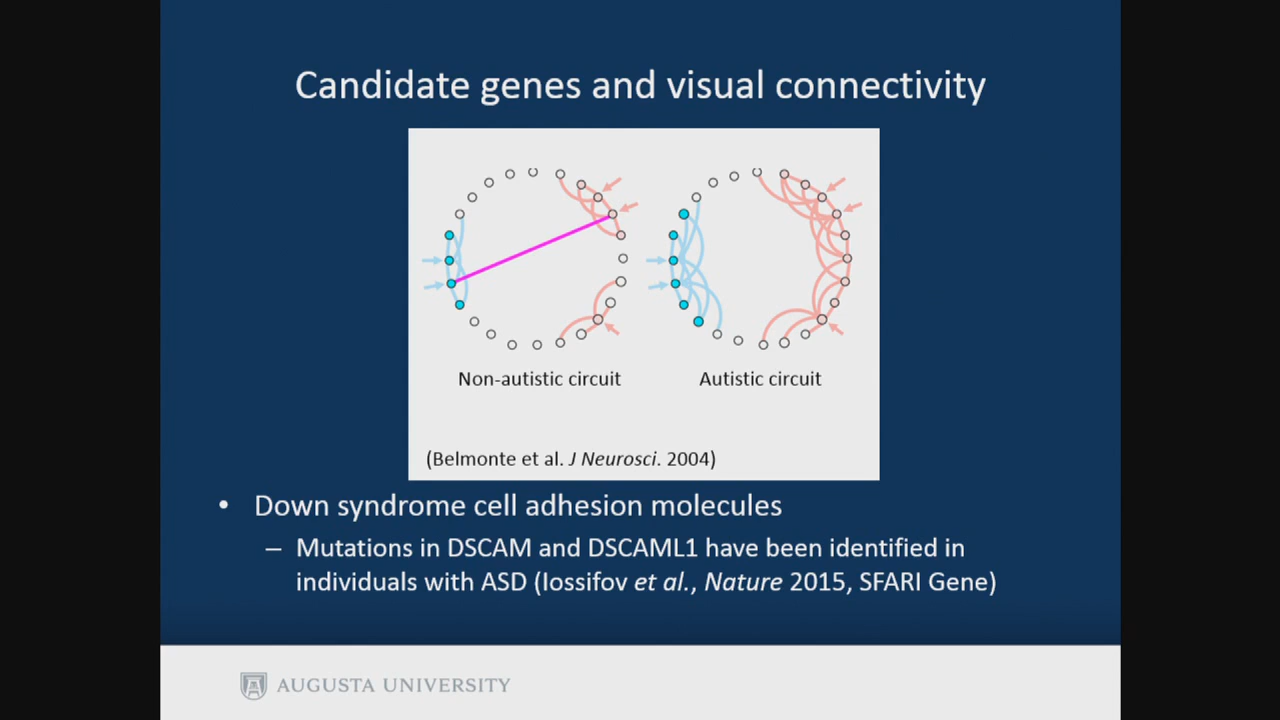 Candidate genes and visual connectivity
Non-autistic circuit
Autistic circuit
(Belmonte et al. J Neurosci. 2004)
• Down syndrome cell adhesion molecules
– Mutations in DSCAM and DSCAML1 have been identified in
individuals with ASD (Iossifov et al., Nature 2015, SFARI Gene)
AUGUSTA UNIVERSITY